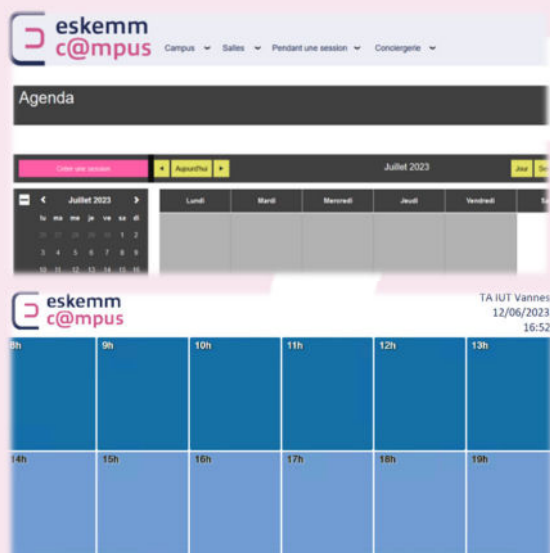 eskemm
c@mpus
Campus Salles Pendant une session Conciergerie
Agenda
Créer une session Aujourd'hui Juillet 2023 Jour
Juillet 2023 Lundi Mardi Mercredi Jeudi Vendredi
lu ma me je ve sa di
26 27 28 29 30 1 2
3 4 5 6 7 8 9
10 11 12 13 14 15 16
eskemm
c@mpus
TA IUT Vannes
12/06/2023
16:52
8h 9h 10h 11h 12h 13h
14h 15h 16h 17h 18h 19h